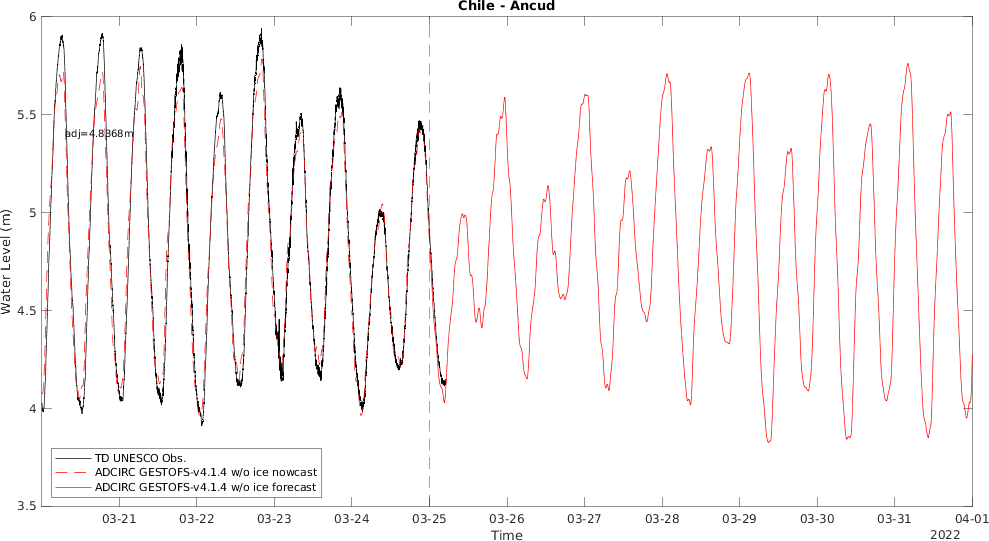 Chile - Ancud
6
5.5
5
4.5
4
3.5
Water Level (m)
adj=4.8368m
TD UNESCO Obs.
ADCIRC GESTOFS-v4.1.4 w/o ice nowcast
ADCIRC GESTOFS-v4.1.4 w/o ice forecast
03-21 03-22 03-23 03-24 03-25 03-26 03-27 03-28 03-29 03-30 03-31 04-01
Time
2022